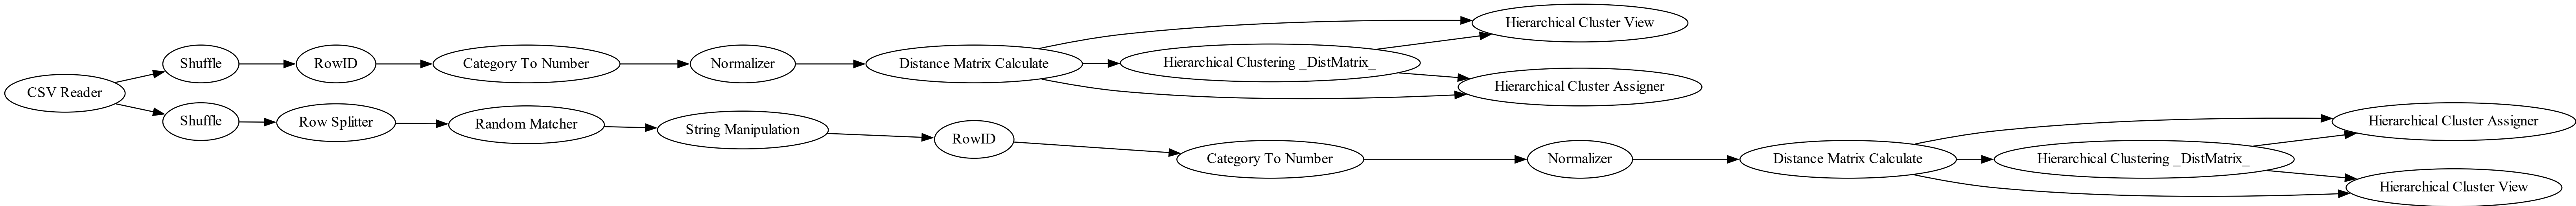 CSV Reader
Shuffle
RowID
Category To Number
Normalizer
Distance Matrix Calculate
Hierarchical Clustering _DistMatrix_
Hierarchical Cluster View
Hierarchical Cluster Assigner
Shuffle
Row Splitter
Random Matcher
String Manipulation
RowID
Category To Number
Normalizer
Distance Matrix Calculate
Hierarchical Clustering _DistMatrix_
Hierarchical Cluster Assigner
Hierarchical Cluster View